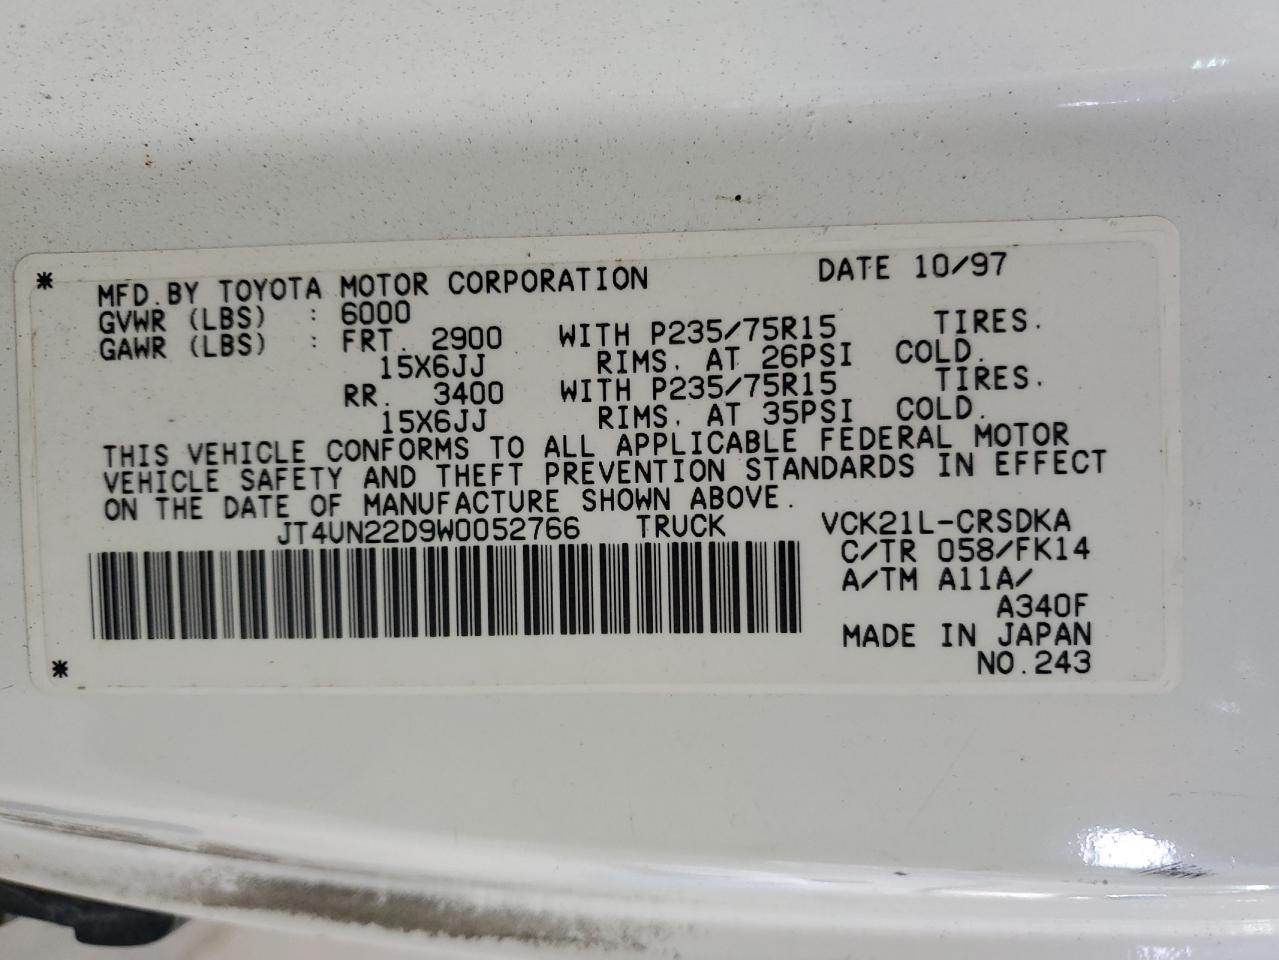 * MFD.BY TOYOTA MOTOR CORPORATION DATE 10/97
GVWR (LBS) : 6000
GAWR (LBS) : FRT. 2900 WITH P235/75R15 TIRES.
15X6JJ RIMS. AT 26PSI COLD.
RR. 3400 WITH P235/75R15 TIRES.
15X6JJ RIMS. AT 35PSI COLD.
THIS VEHICLE CONFORMS TO ALL APPLICABLE FEDERAL MOTOR
VEHICLE SAFETY AND THEFT PREVENTION STANDARDS IN EFFECT
ON THE DATE OF MANUFACTURE SHOWN ABOVE.
JT4UN22D9W0052766 TRUCK VCK21L-CRSDKA
C/TR 058/FK14
A/TM A11A/
A340F
MADE IN JAPAN
* NO.243